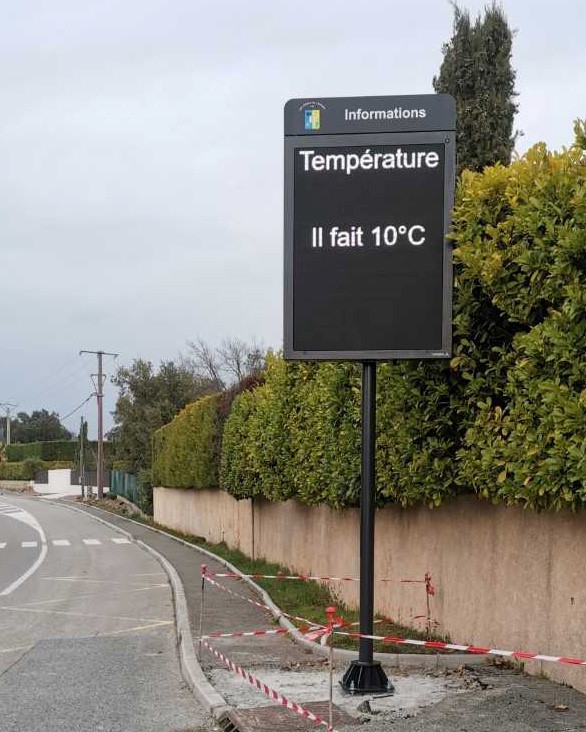 Informations
Température
Il fait 10°C